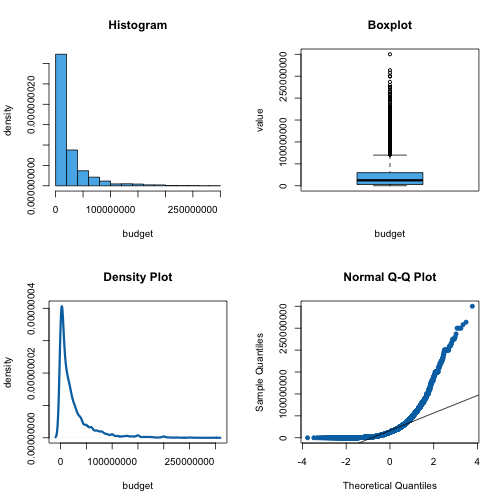 Histogram
density
0.000000000 0.000000020
0 100000000 250000000
budget
Boxplot
value
0 100000000 250000000
budget
Density Plot
density
0.00000000 0.00000002 0.00000004
0 100000000 250000000
budget
Normal Q-Q Plot
Sample Quantiles
0 100000000 250000000
-4 -2 0 2 4
Theoretical Quantiles